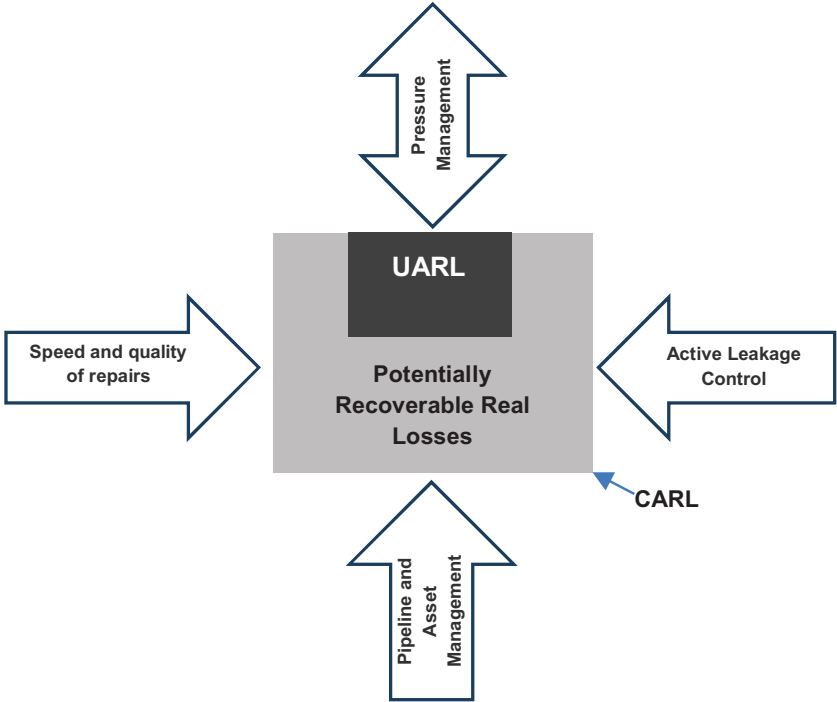 Pressure
Management
UARL
Speed and quality
of repairs
Potentially
Recoverable Real
Losses
Active Leakage
Control
CARL
Pipeline and
Asset
Management